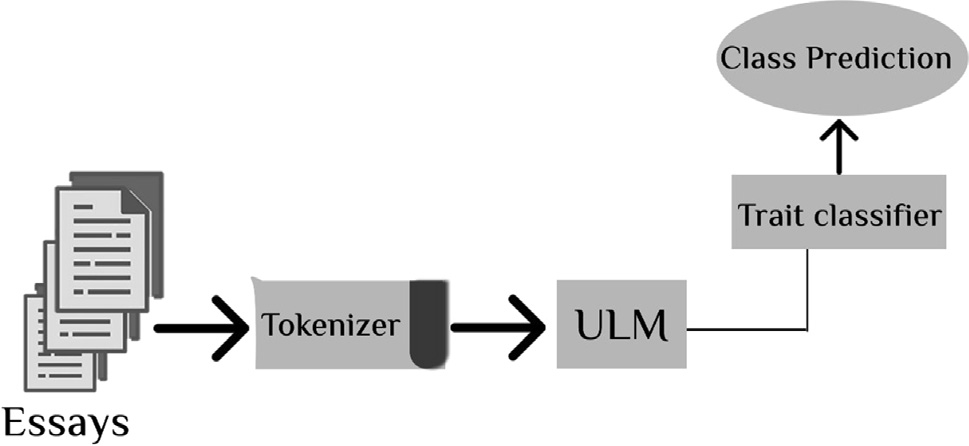 Class Prediction
Trait classifier
Tokenizer
ULM
Essays